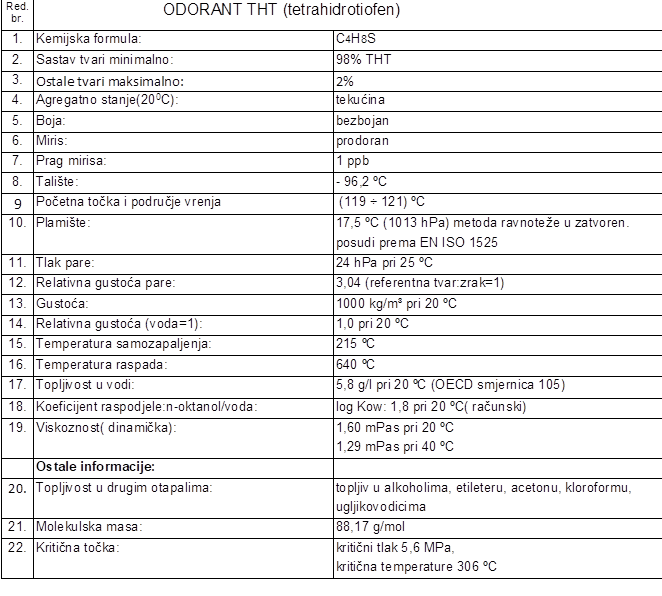 Red. br. ODORANT THT (tetrahidrotiofen)
1. Kemijska formula: C4H8S
2. Sastav tvari minimalno: 98% THT
3. Ostale tvari maksimalno: 2%
4. Agregatno stanje(20⁰C): tekućina
5. Boja: bezbojan
6. Miris: prodoran
7. Prag mirisa: 1 ppb
8. Talište: - 96,2 ºC
9 Početna točka i područje vrenja (119 ÷ 121) ºC
10. Plamište: 17,5 ºC (1013 hPa) metoda ravnoteže u zatvoren.
posudi prema EN ISO 1525
11. Tlak pare: 24 hPa pri 25 ºC
12. Relativna gustoća pare: 3,04 (referentna tvar:zrak=1)
13. Gustoća: 1000 kg/m³ pri 20 ºC
14. Relativna gustoća (voda=1): 1,0 pri 20 ºC
15. Temperatura samozapaljenja: 215 ºC
16. Temperatura raspada: 640 ºC
17. Topljivost u vodi: 5,8 g/l pri 20 ºC (OECD smjernica 105)
18. Koeficijent raspodjele:n-oktanol/voda: log Kow: 1,8 pri 20 ºC( računski)
19. Viskoznost( dinamička): 1,60 mPas pri 20 ºC
1,29 mPas pri 40 ºC
Ostale informacije:
20. Topljivost u drugim otapalima: topljiv u alkoholima, etileteru, acetonu, kloroformu,
ugljikovodicima
21. Molekulska masa: 88,17 g/mol
22. Kritična točka: kritični tlak 5,6 MPa,
kritična temperature 306 ºC